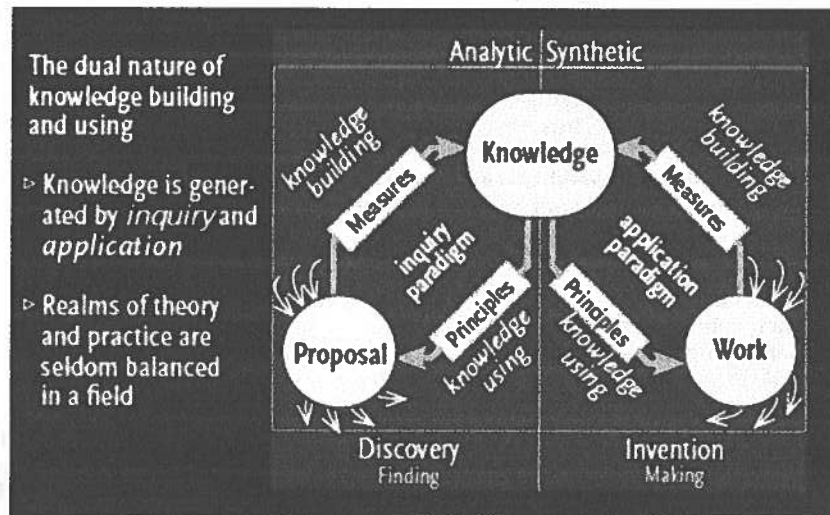 The dual nature of
knowledge building
and using
▹ Knowledge is gener-
ated by inquiry and
application
▹ Realms of theory
and practice are
seldom balanced
in a field
Analytic Synthetic
Knowledge
knowledge
building
Measures
inquiry
paradigm
Principles
knowledge
using
Proposal
knowledge
building
Measures
application
paradigm
Principles
knowledge
using
Work
Discovery
Finding
Invention
Making